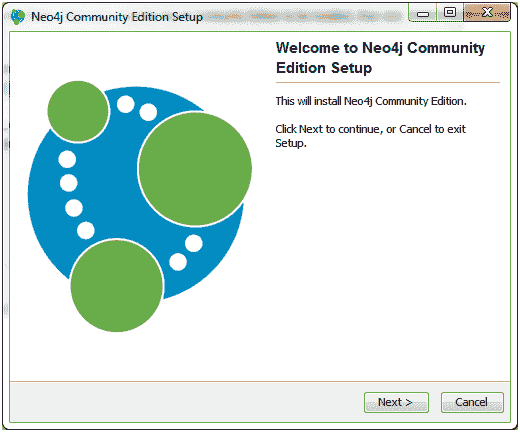 Neo4j Community Edition Setup
Welcome to Neo4j Community
Edition Setup
This will install Neo4j Community Edition.
Click Next to continue, or Cancel to exit
Setup.
Next >
Cancel